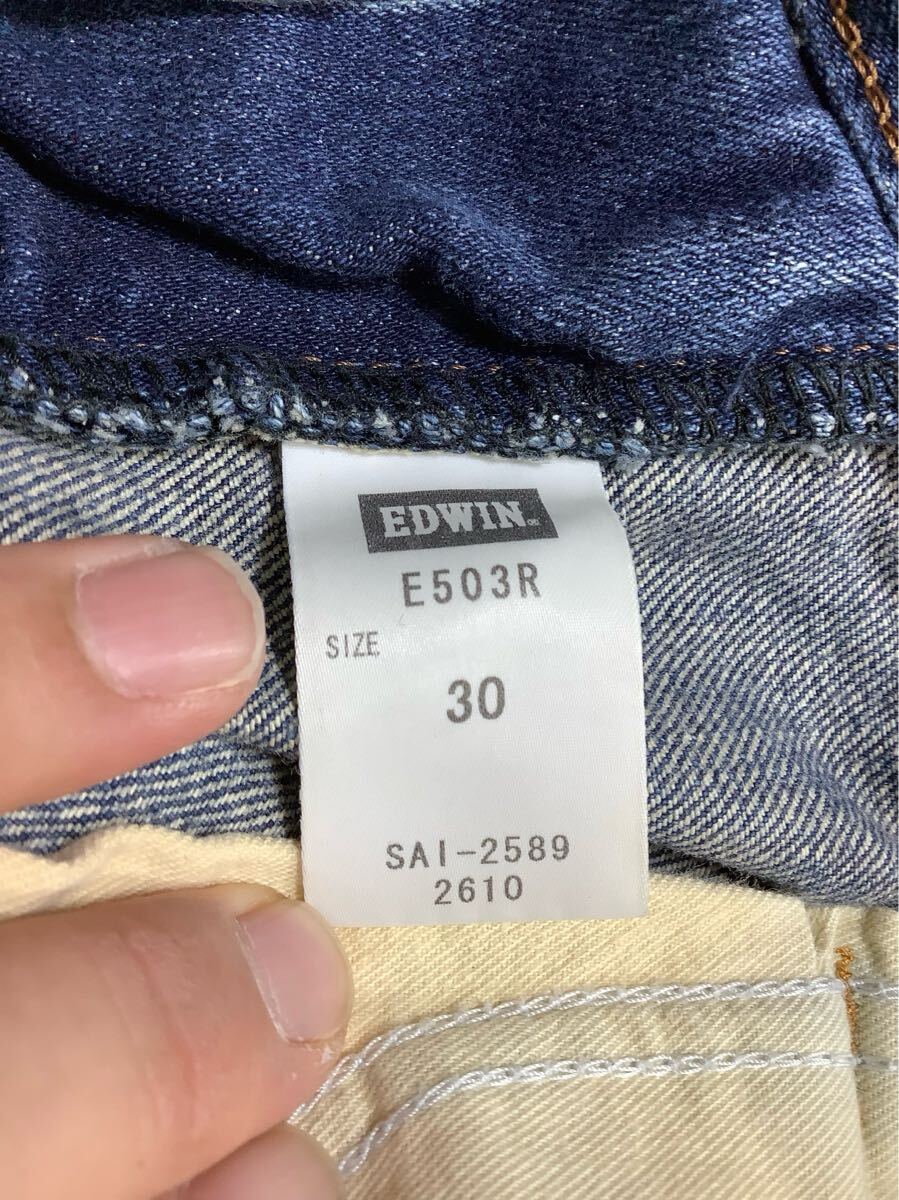 EDWIN
E503R
SIZE
30
SAI-2589
2610